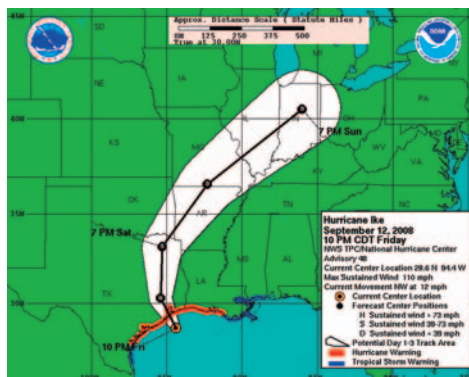 Approx. Distance Scale ( Statute Miles )
SM 125 250 375 500
True at 30.00N
NOAA
SD
NE
IA
MI
PA
40N
IL
IN
OH
7 PM Sun
KS
MO
WV
VA
KY
OK
AR
TN
NC
35N
7 PM Sat
MS
AL
TX
LA
30N
10 PM Fri
Hurricane Ike
September 12, 2008
10 PM CDT Friday
NWS TPC/National Hurricane Center
Advisory 48
Current Center Location 28.6 N 94.4 W
Max Sustained Wind 110 mph
Current Movement NW at 12 mph
Current Center Location
Forecast Center Positions
H Sustained wind > 73 mph
S Sustained wind 39-73 mph
D Sustained wind < 39 mph
Potential Day 1-3 Track Area
Hurricane Warning
Tropical Storm Warning